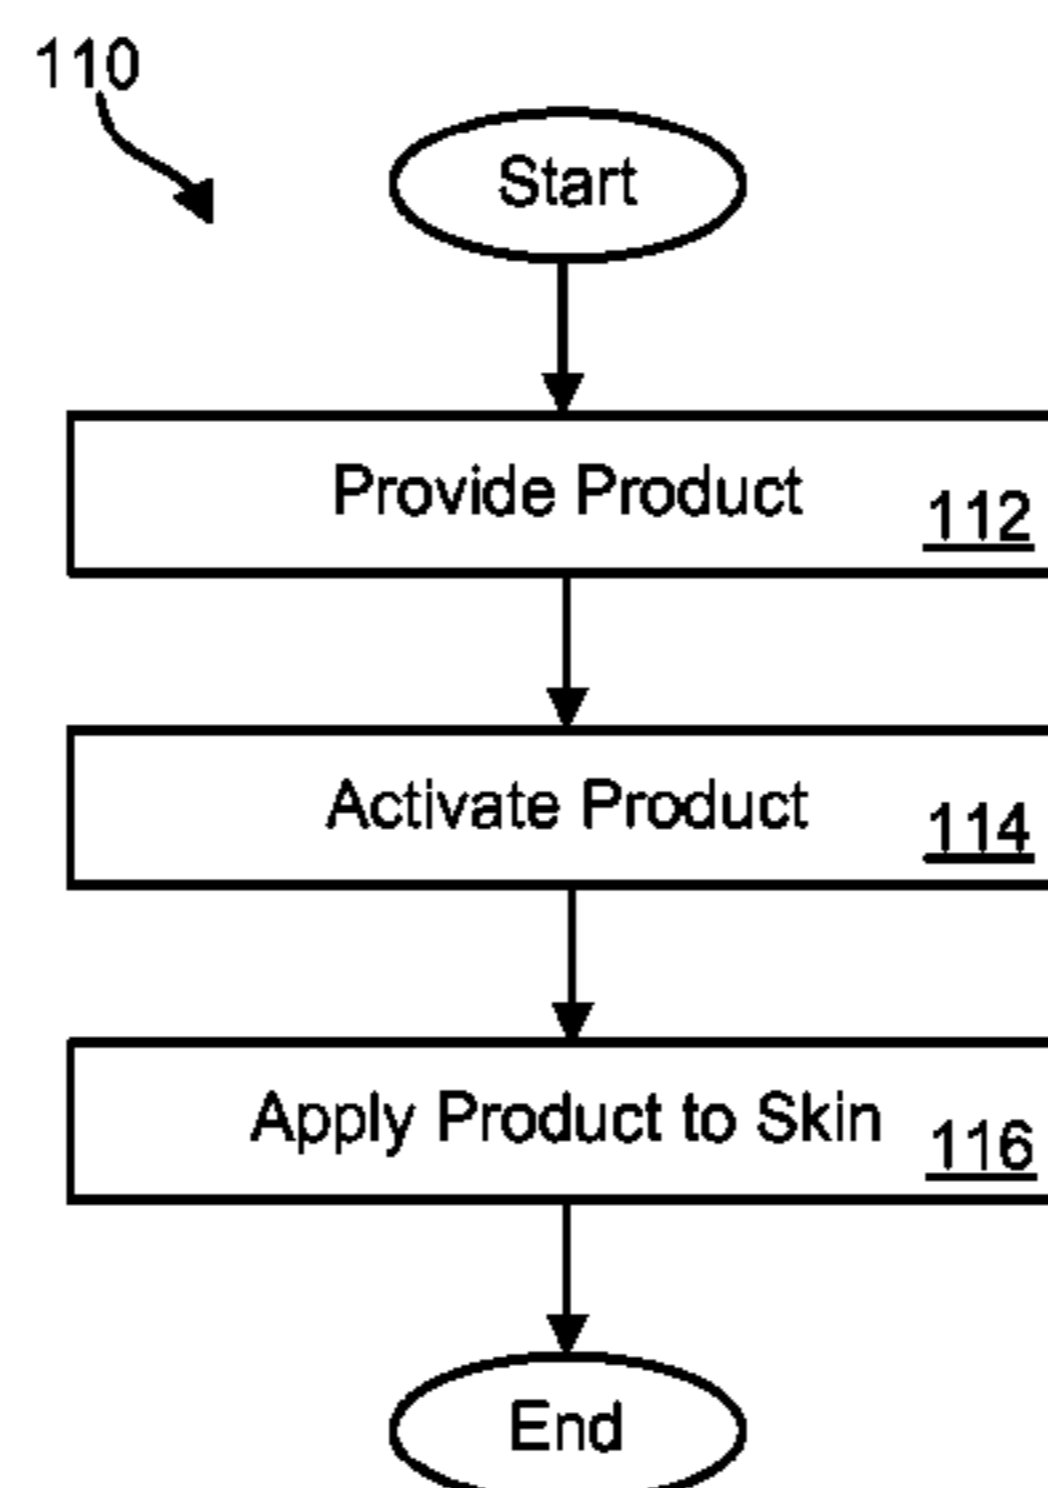 110
Start
Provide Product
112
Activate Product
114
Apply Product to Skin
116
End